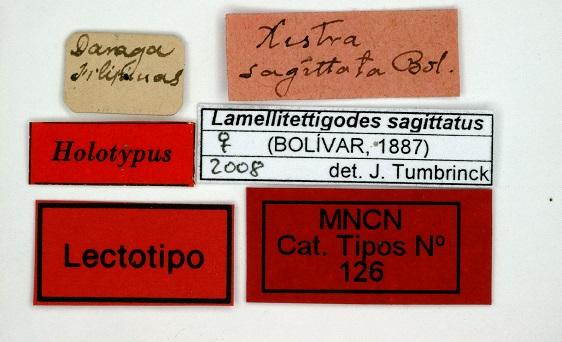 Daraga
Filipinas
Xistra
sagittata Bol.
Holotypus
Lamellitettigodes sagittatus
♀ (BOLÍVAR, 1887)
2008 det. J. Tumbrinck
Lectotipo
MNCN
Cat. Tipos Nº
126